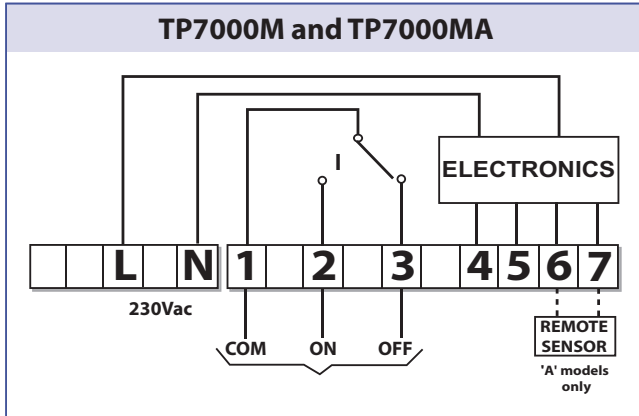 TP7000M and TP7000MA
I
ELECTRONICS
L N 1 2 3 4 5 6 7
230Vac
COM ON OFF
REMOTE
SENSOR
'A' models
only